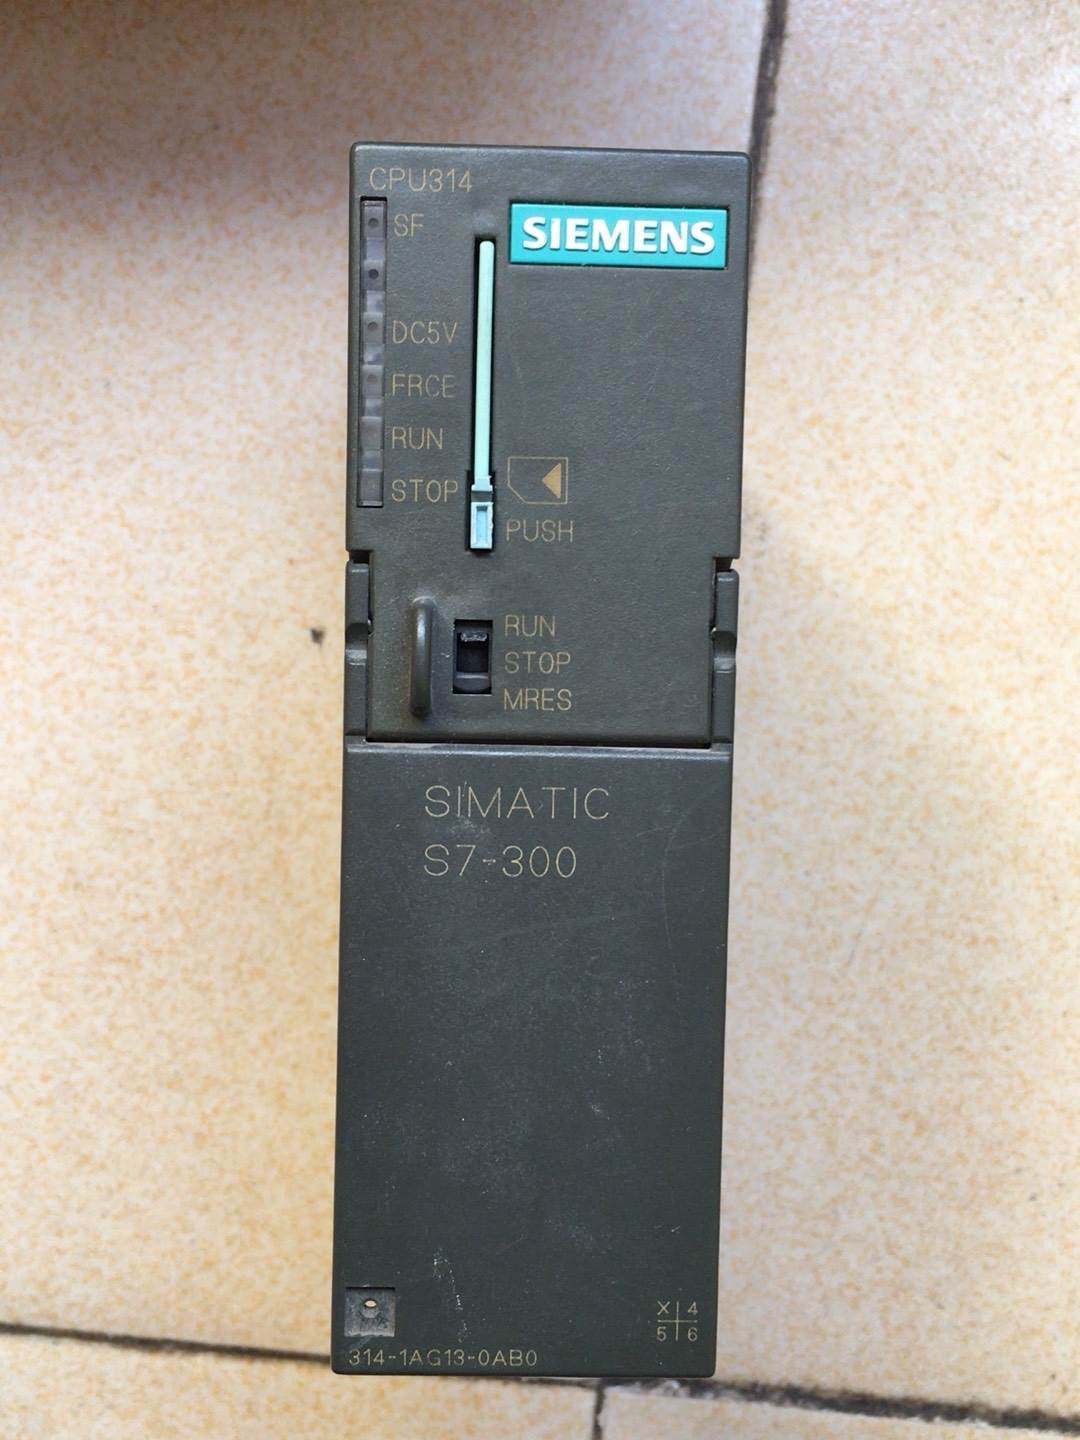 CPU314
SF
SIEMENS
DC5V
FRCE
RUN
STOP
PUSH
RUN
STOP
MRES
SIMATIC
S7-300
X 4
5 6
314-1AG13-0AB0